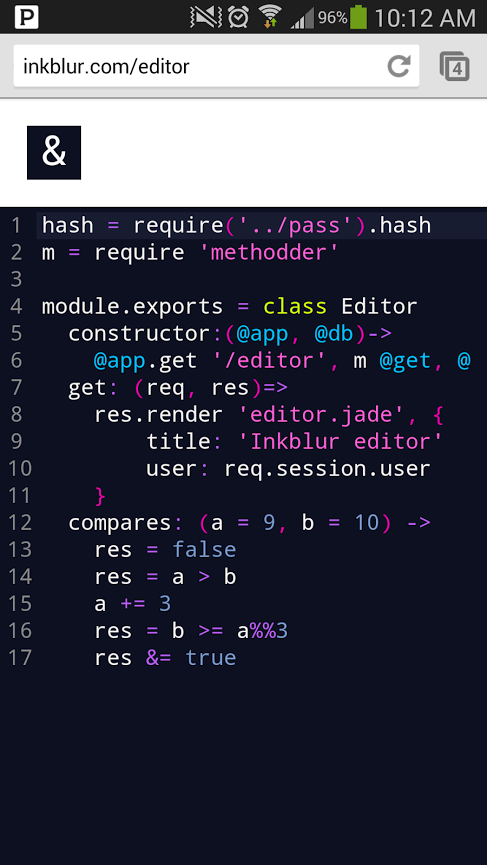 P 96% 10:12 AM
inkblur.com/editor 4
&
1 hash = require('../pass').hash
2 m = require 'methodder'
3
4 module.exports = class Editor
5   constructor:(@app, @db)->
6     @app.get '/editor', m @get, @
7   get: (req, res)=>
8     res.render 'editor.jade', {
9         title: 'Inkblur editor'
10         user: req.session.user
11     }
12   compares: (a = 9, b = 10) ->
13     res = false
14     res = a > b
15     a += 3
16     res = b >= a%%3
17     res &= true